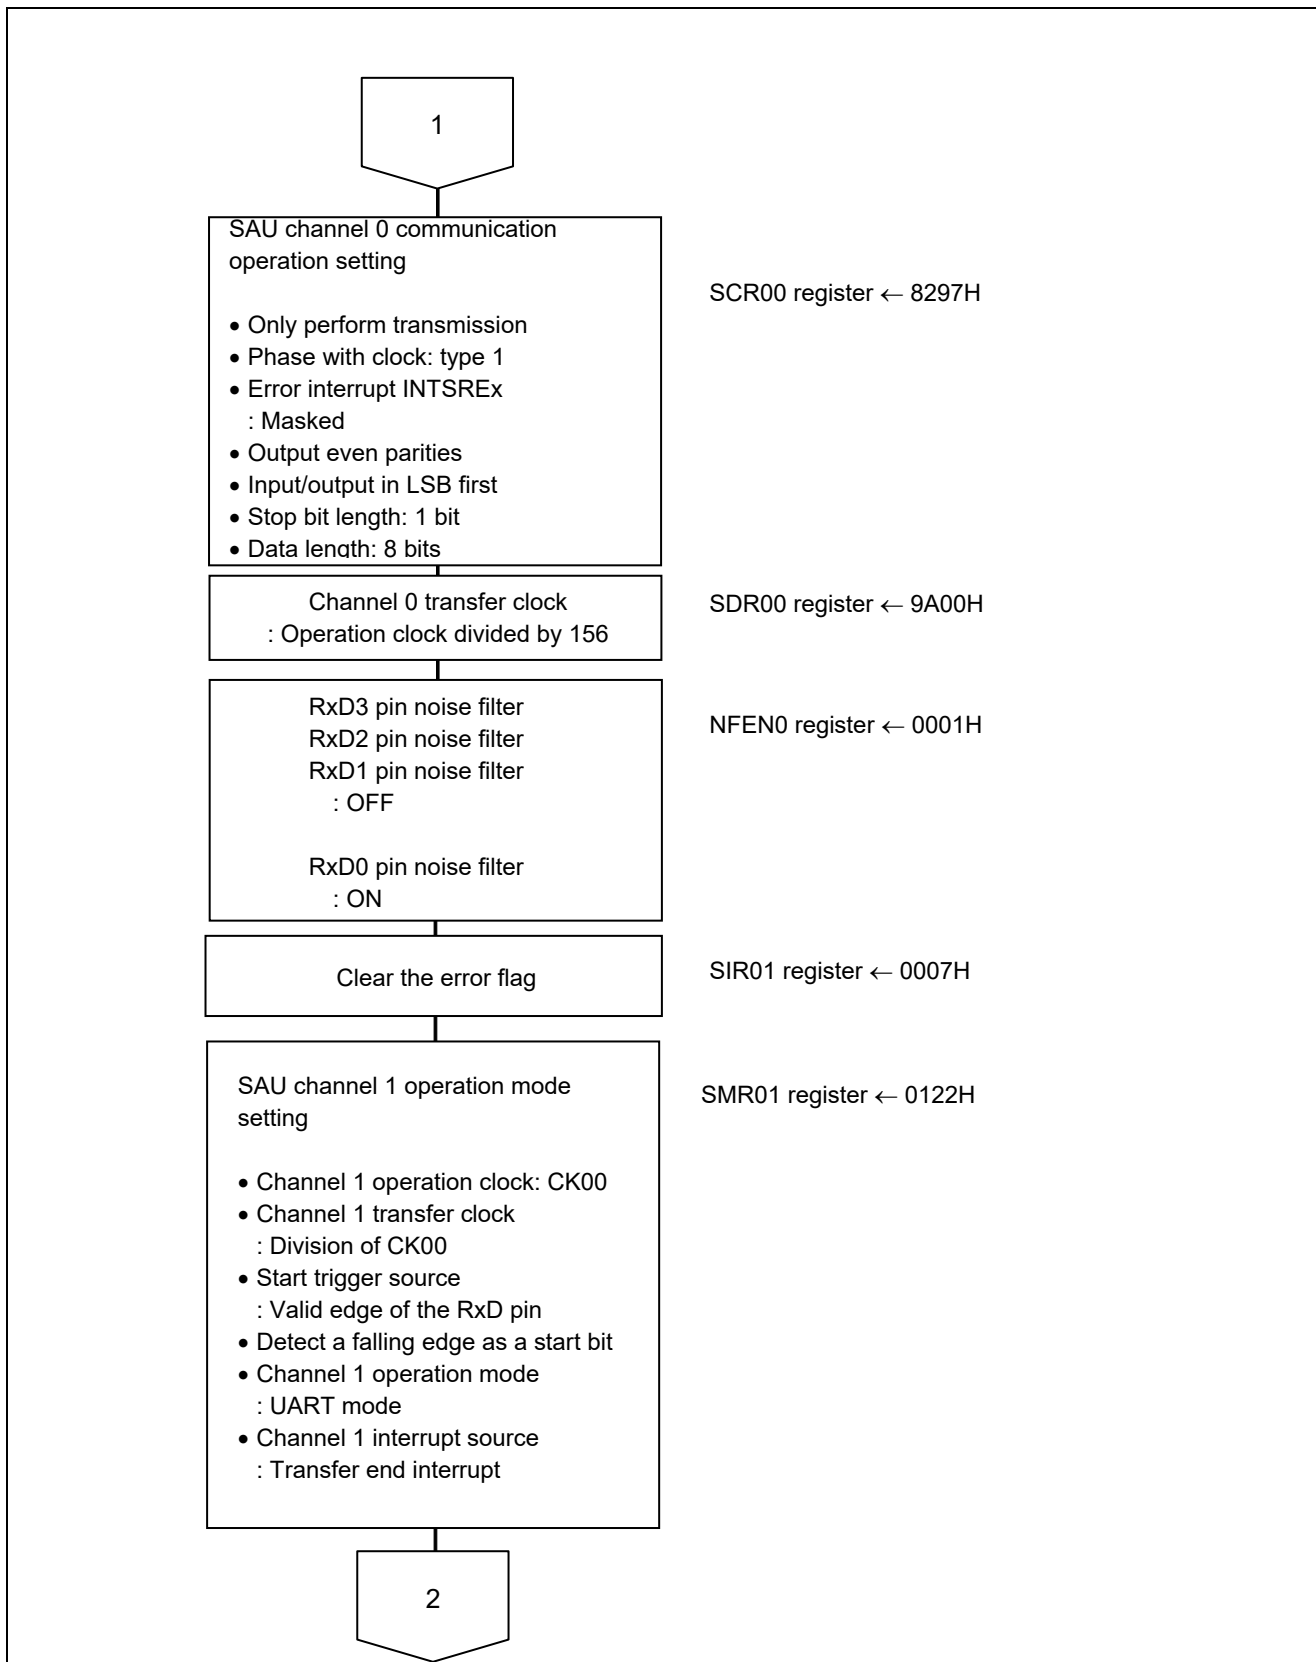 1
SAU channel 0 communication
operation setting
• Only perform transmission
• Phase with clock: type 1
• Error interrupt INTSREx
: Masked
• Output even parities
• Input/output in LSB first
• Stop bit length: 1 bit
• Data length: 8 bits
SCR00 register ← 8297H
Channel 0 transfer clock
: Operation clock divided by 156
SDR00 register ← 9A00H
RxD3 pin noise filter
RxD2 pin noise filter
RxD1 pin noise filter
: OFF
RxD0 pin noise filter
: ON
NFEN0 register ← 0001H
Clear the error flag
SIR01 register ← 0007H
SAU channel 1 operation mode
setting
• Channel 1 operation clock: CK00
• Channel 1 transfer clock
: Division of CK00
• Start trigger source
: Valid edge of the RxD pin
• Detect a falling edge as a start bit
• Channel 1 operation mode
: UART mode
• Channel 1 interrupt source
: Transfer end interrupt
SMR01 register ← 0122H
2